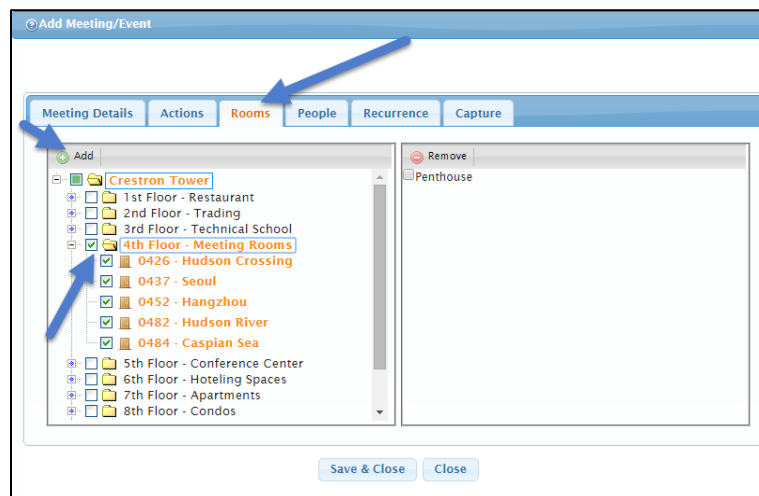 Add Meeting/Event
Meeting Details Actions Rooms People Recurrence Capture
Add
Crestron Tower
1st Floor - Restaurant
2nd Floor - Trading
3rd Floor - Technical School
4th Floor - Meeting Rooms
0426 - Hudson Crossing
0437 - Seoul
0452 - Hangzhou
0482 - Hudson River
0484 - Caspian Sea
5th Floor - Conference Center
6th Floor - Hoteling Spaces
7th Floor - Apartments
8th Floor - Condos
Remove
Penthouse
Save & Close Close